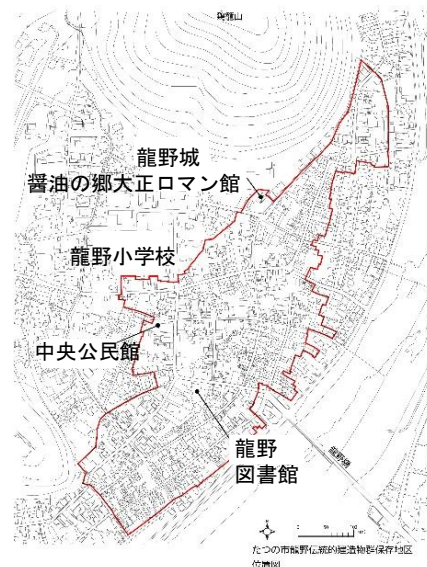 鶏籠山
龍野城
醤油の郷大正ロマン館
龍野小学校
中央公民館
龍野
図書館
龍野橋
たつの市龍野伝統的建造物群保存地区
位置図